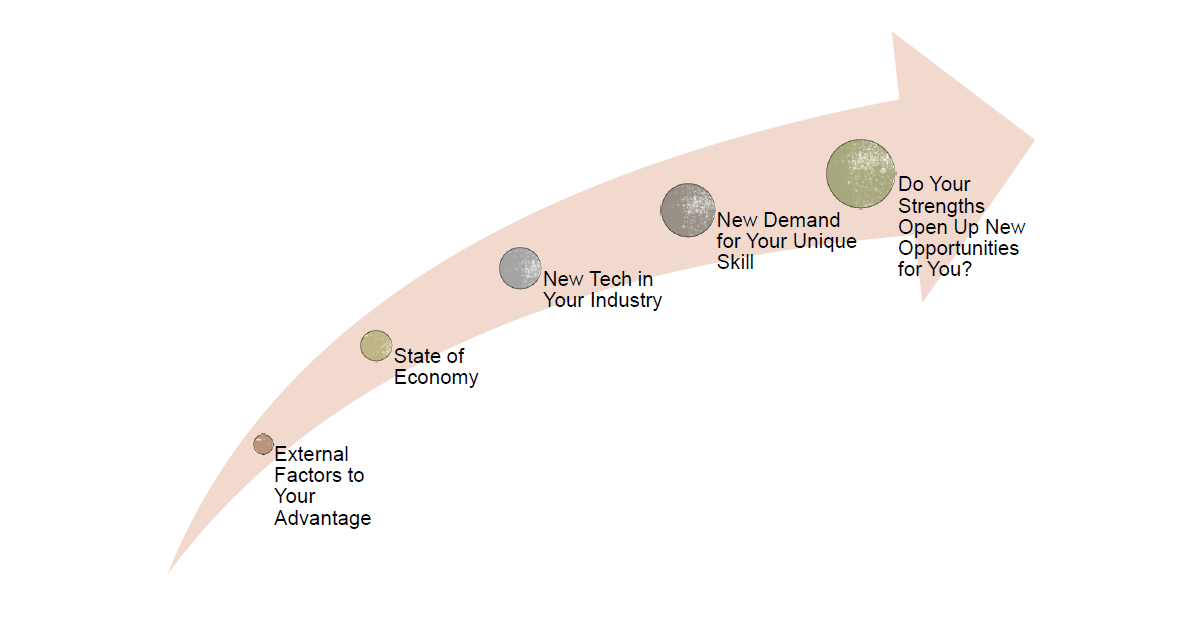 Do Your
Strengths
Open Up New
Opportunities
for You?
New Demand
for Your Unique
Skill
New Tech in
Your Industry
State of
Economy
External
Factors to
Your
Advantage